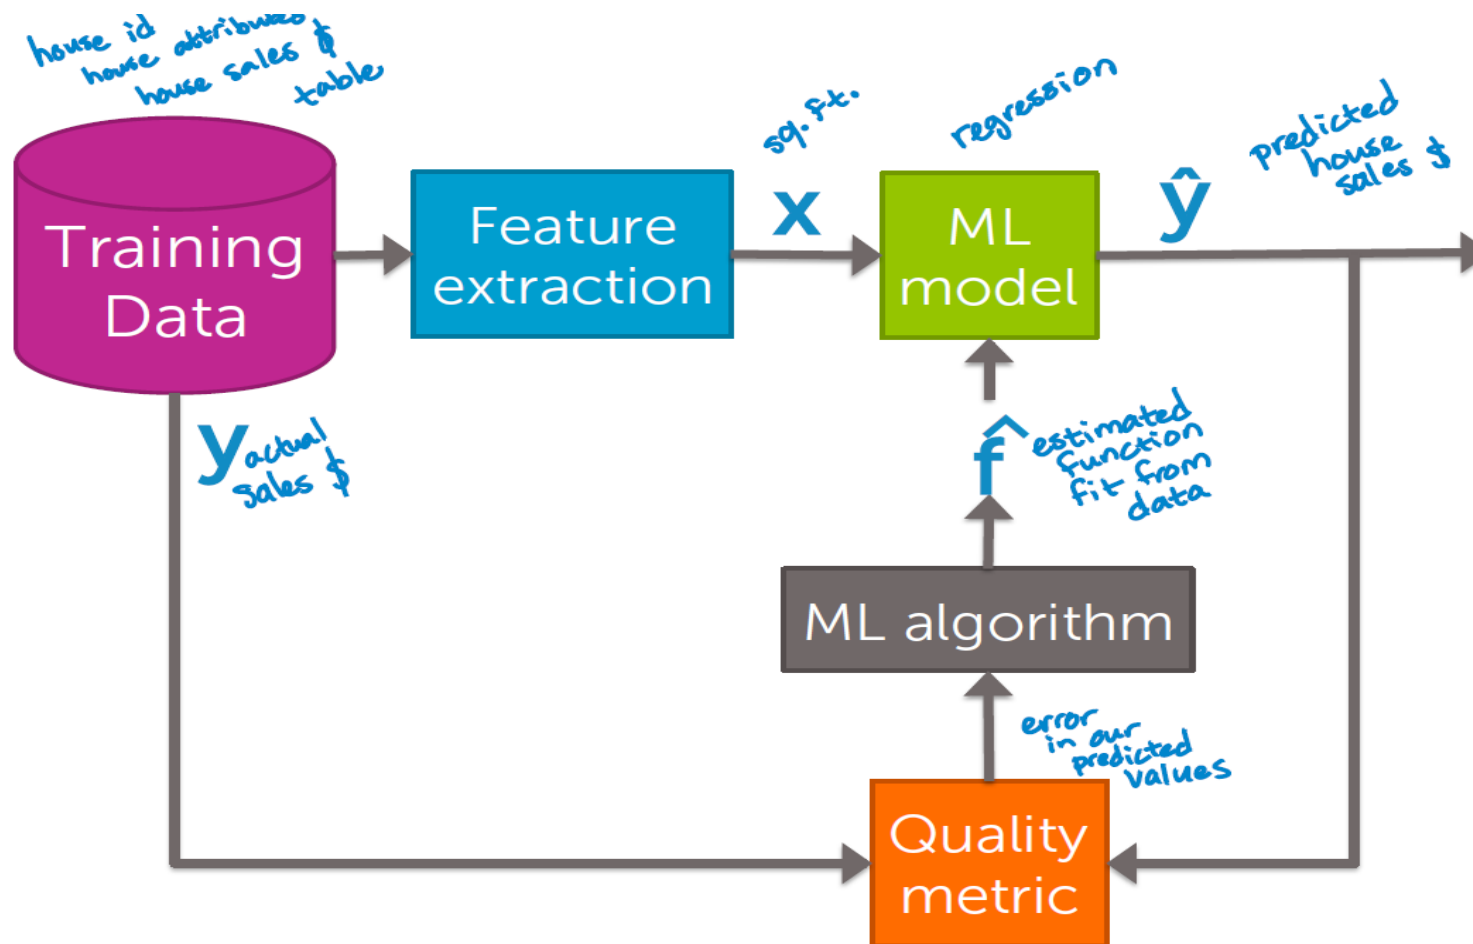 house id
house attributes
house sales $
table
Training
Data
Feature
extraction
sq.ft.
x
regression
ML
model
ŷ
predicted
house
sales $
y
actual
sales $
f̂
estimated
function
fit from
data
ML algorithm
error
in our
predicted
values
Quality
metric